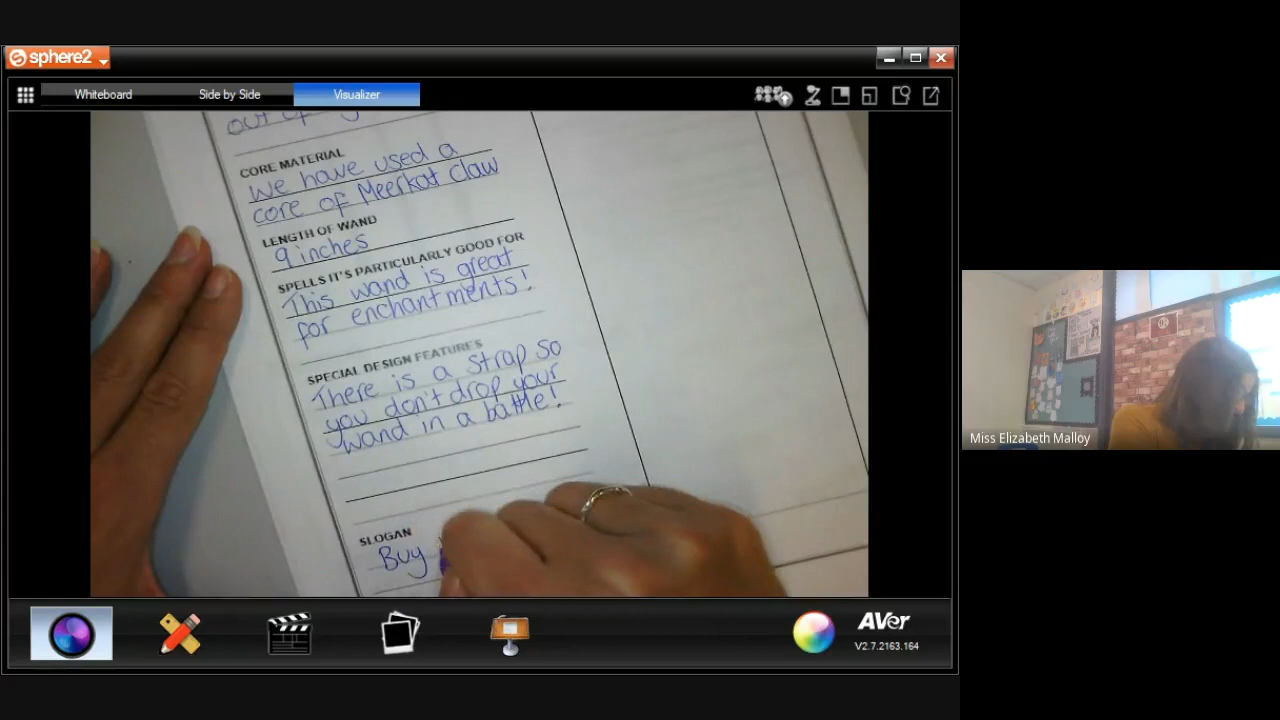 sphere2
Whiteboard
Side by Side
Visualizer
out of
CORE MATERIAL
We have used a
core of Meerkat Claw
LENGTH OF WAND
9 inches
SPELLS IT'S PARTICULARLY GOOD FOR
This wand is great
for enchantments!
SPECIAL DESIGN FEATURES
There is a strap so
you don't drop your
wand in a battle!
SLOGAN
Buy
Miss Elizabeth Malloy
AVer
V2.7.2163.164